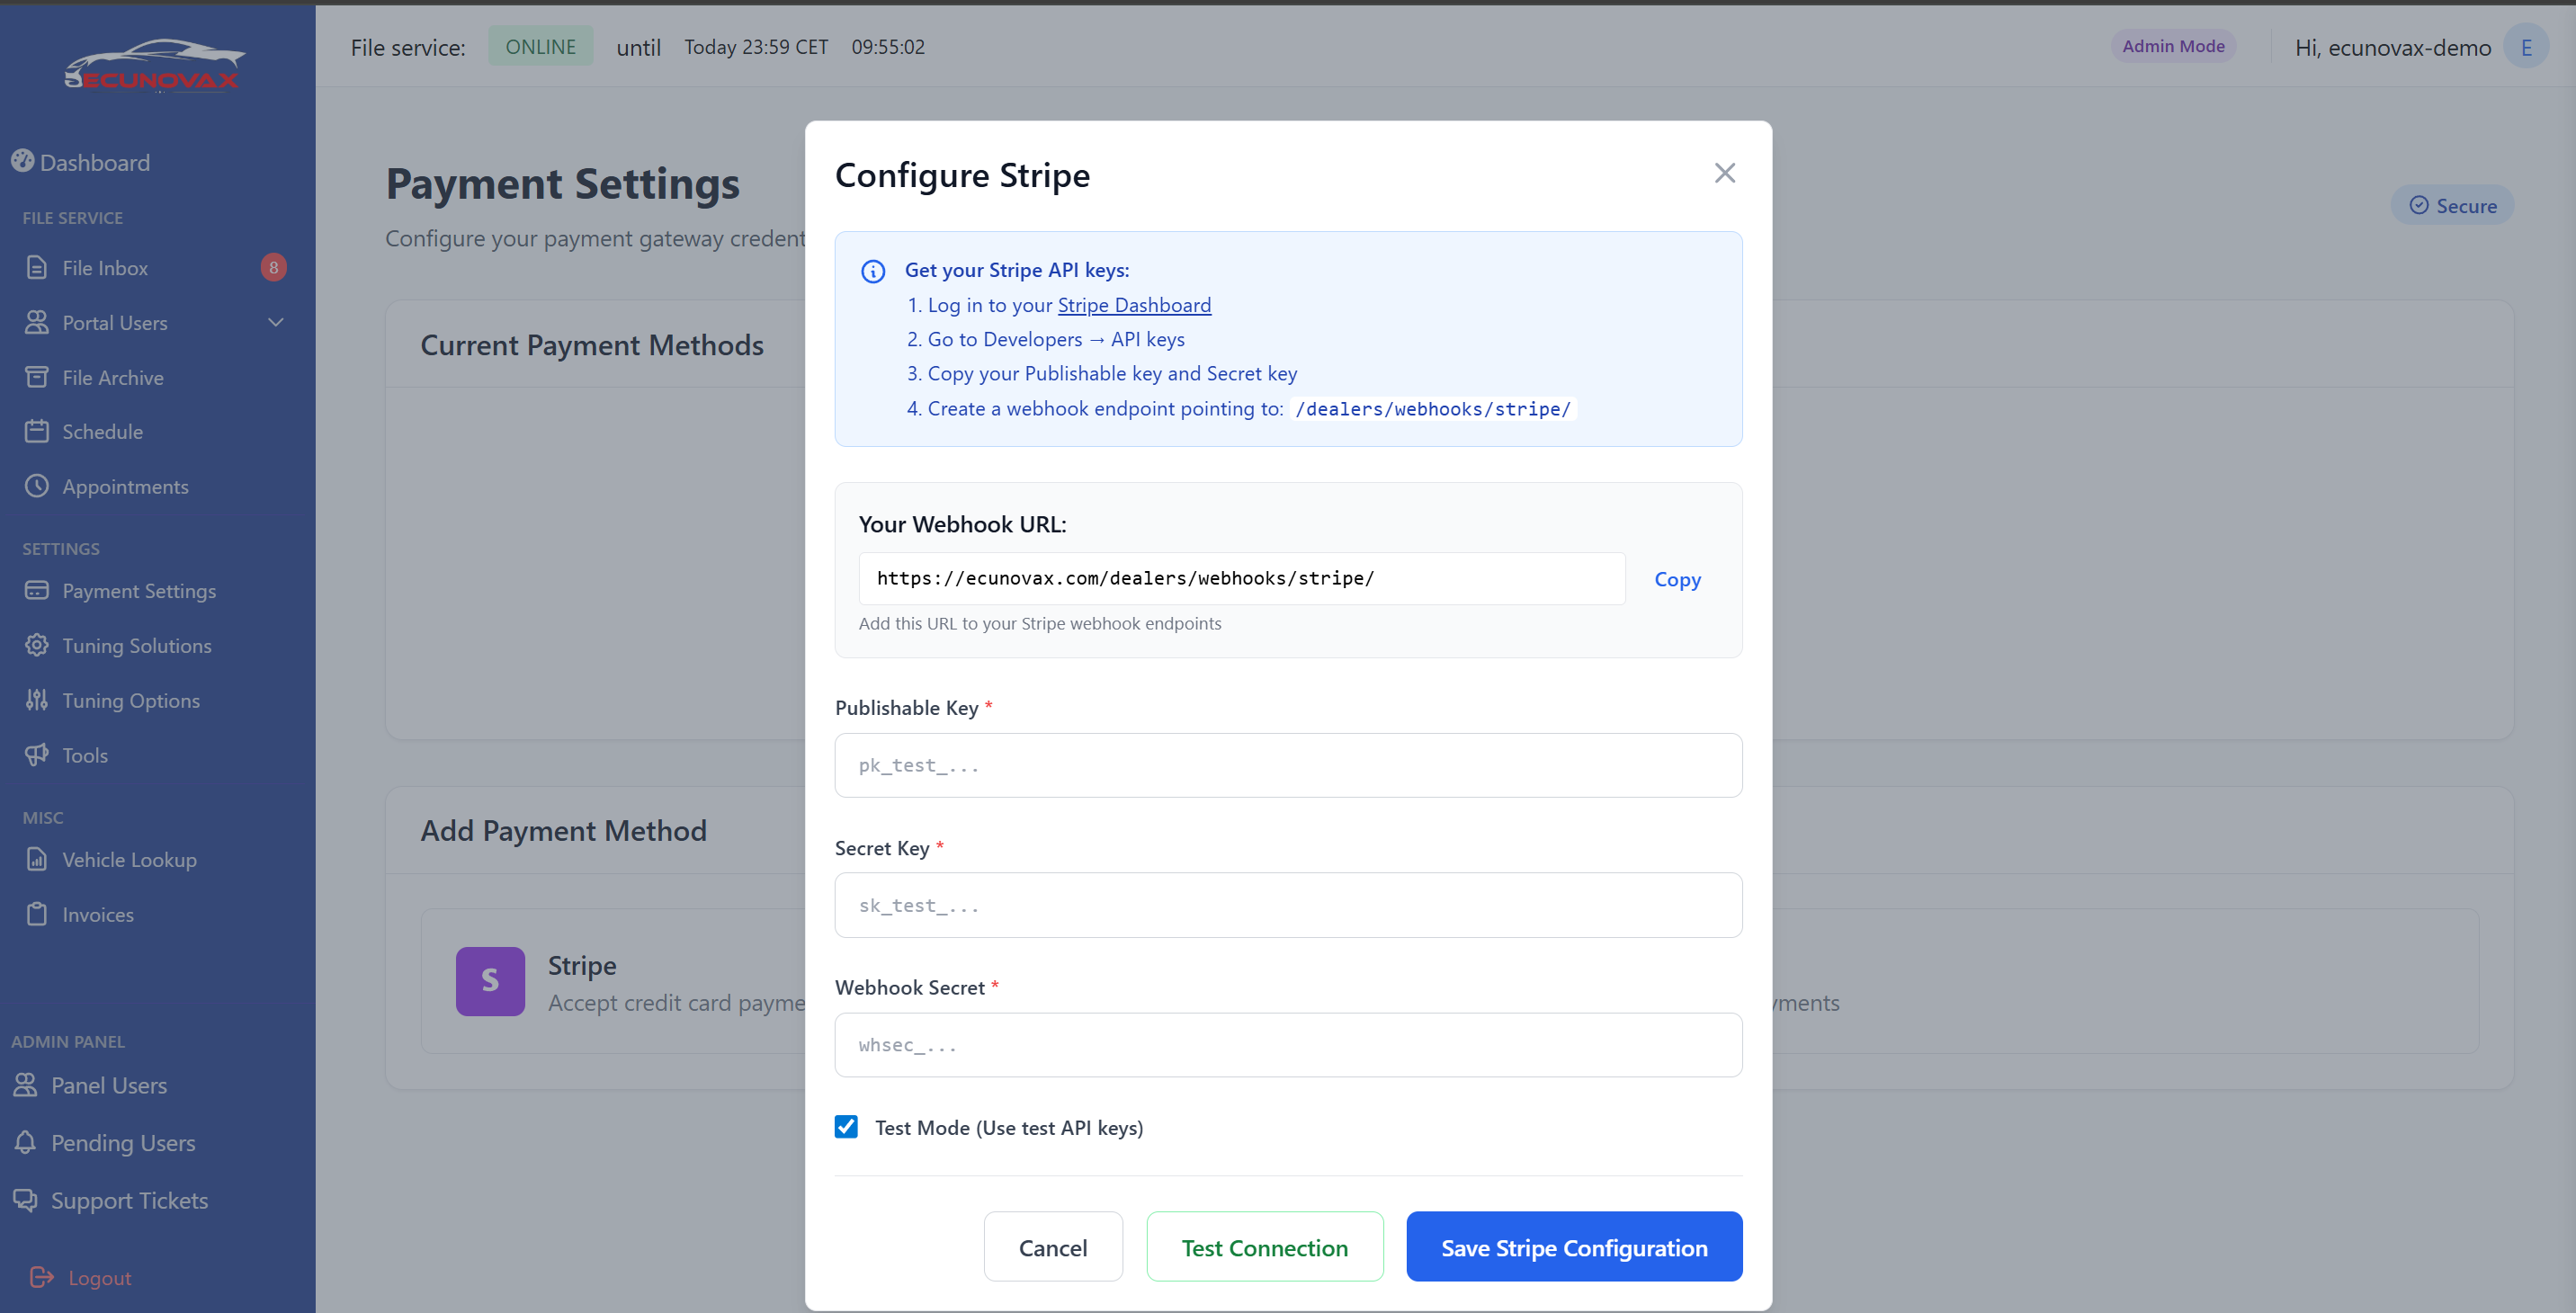 ECUNOVAX
File service: ONLINE until Today 23:59 CET 09:55:02
Admin Mode
Hi, ecunovax-demo E
Dashboard
FILE SERVICE
File Inbox 8
Portal Users
File Archive
Schedule
Appointments
SETTINGS
Payment Settings
Tuning Solutions
Tuning Options
Tools
MISC
Vehicle Lookup
Invoices
ADMIN PANEL
Panel Users
Pending Users
Support Tickets
Logout
Payment Settings
Configure your payment gateway
Secure
Current Payment Methods
Add Payment Method
S
Stripe
Accept credit card
Configure Stripe
Get your Stripe API keys:
1. Log in to your Stripe Dashboard
2. Go to Developers → API keys
3. Copy your Publishable key and Secret key
4. Create a webhook endpoint pointing to: /dealers/webhooks/stripe/
Your Webhook URL:
https://ecunovax.com/dealers/webhooks/stripe/
Copy
Add this URL to your Stripe webhook endpoints
Publishable Key *
pk_test_...
Secret Key *
sk_test_...
Webhook Secret *
whsec_...
Test Mode (Use test API keys)
Cancel
Test Connection
Save Stripe Configuration